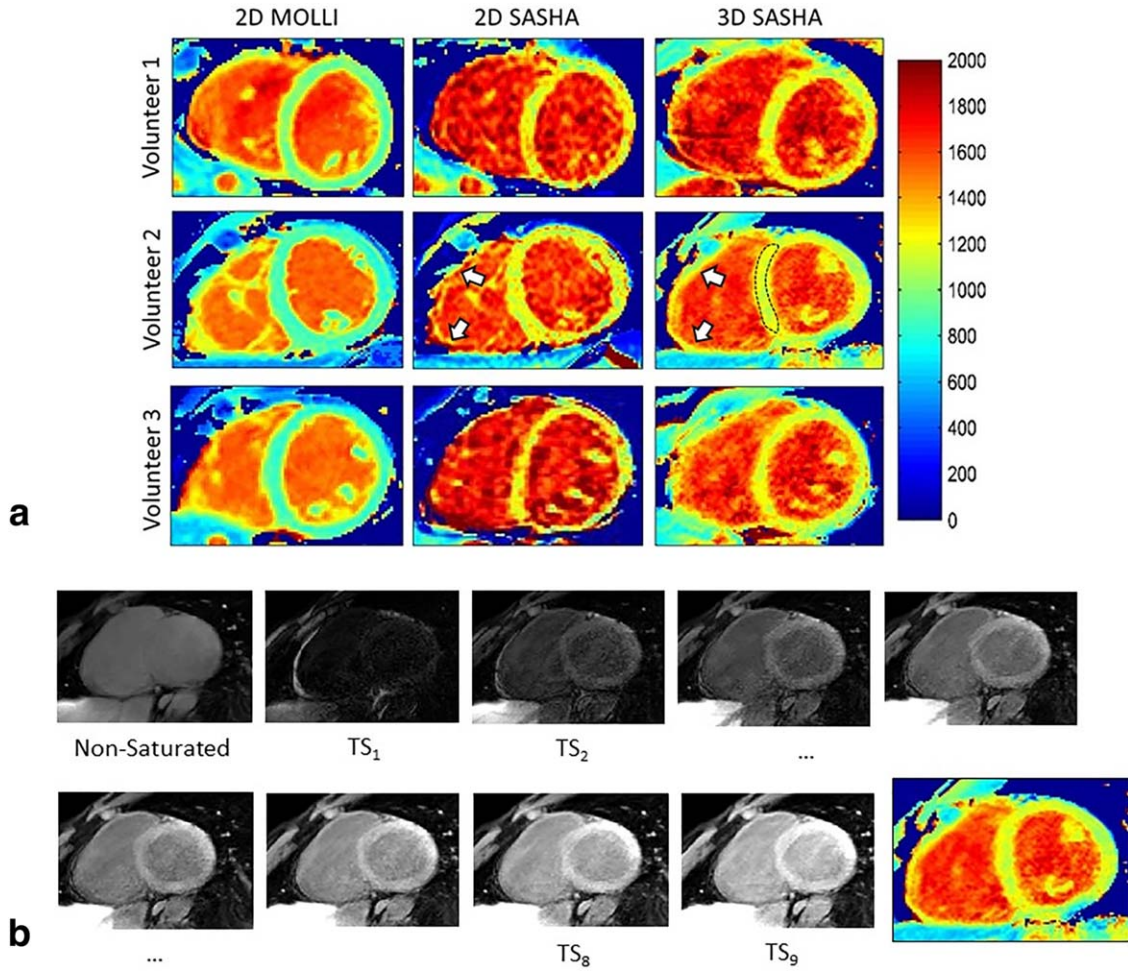 2D MOLLI 2D SASHA 3D SASHA
Volunteer 1
Volunteer 2
Volunteer 3
2000
1800
1600
1400
1200
1000
800
600
400
200
0
a
Non-Saturated TS₁ TS₂ ...
... TS₈ TS₉
b